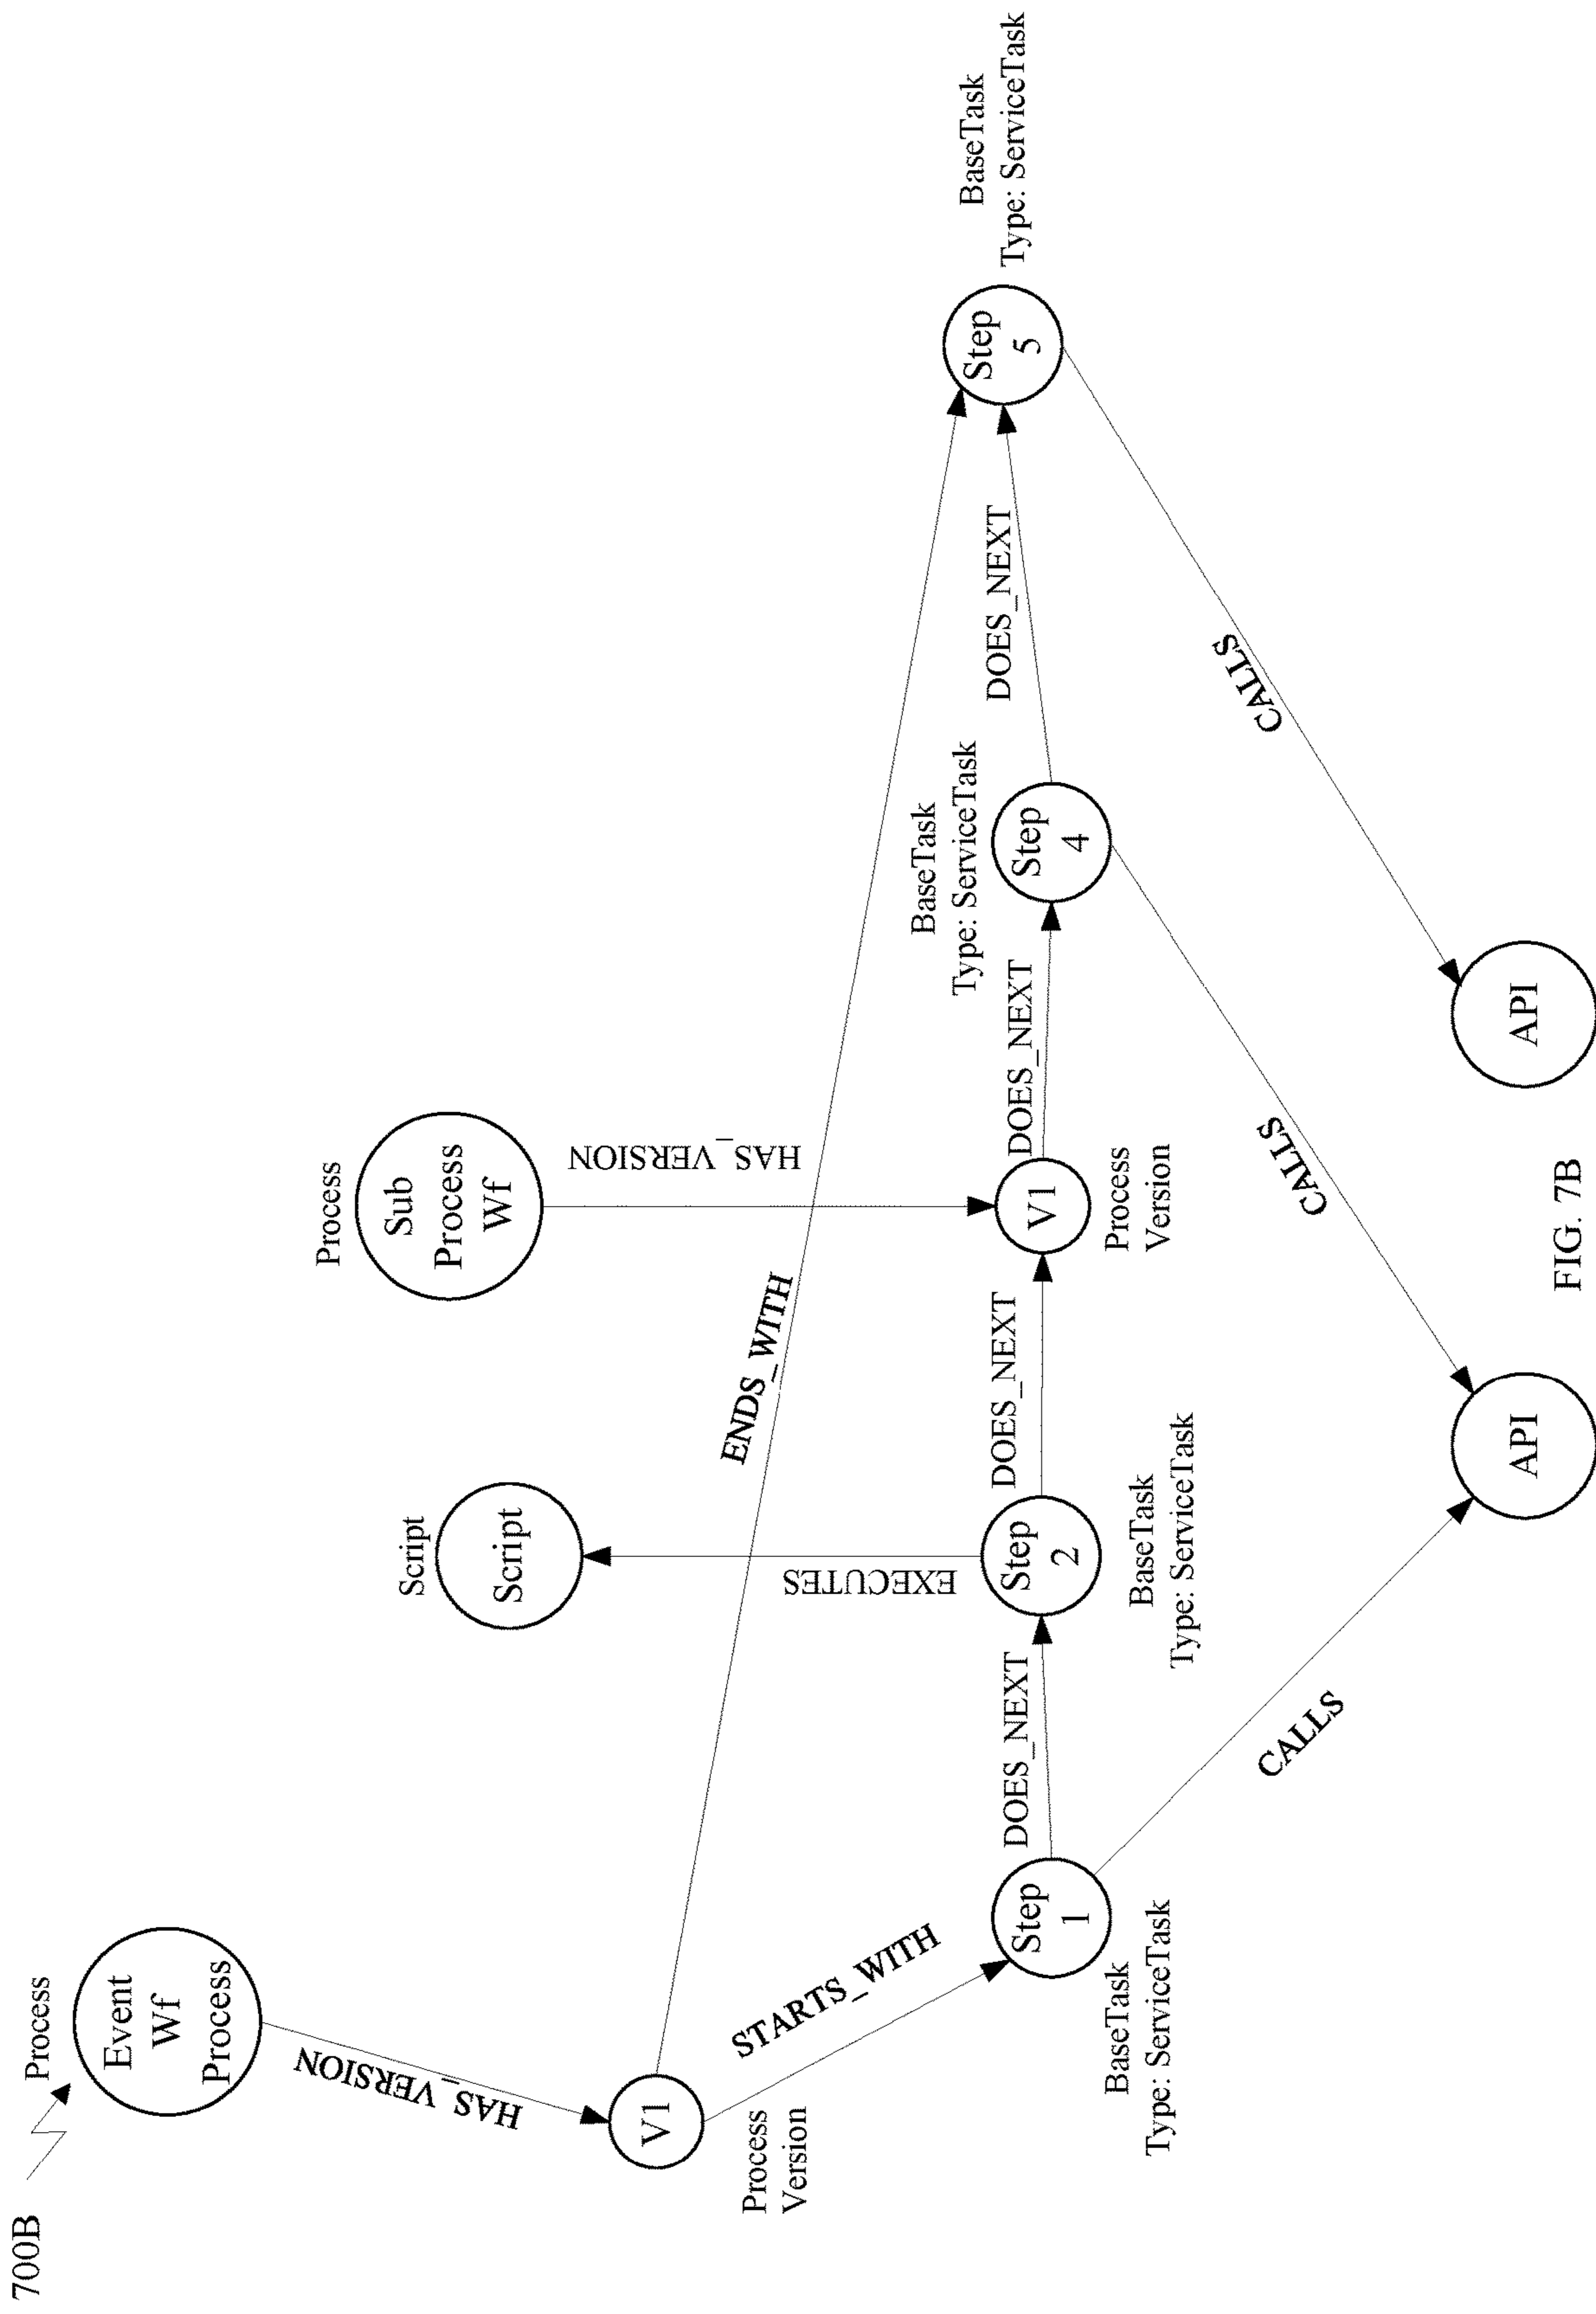 700B
Process
Event
Wf
Process
HAS_VERSION
V1
Process
Version
STARTS_WITH
ENDS_WITH
Script
Script
EXECUTES
Process
Sub
Process
Wf
HAS_VERSION
Step
1
BaseTask
Type: ServiceTask
DOES_NEXT
Step
2
BaseTask
Type: ServiceTask
DOES_NEXT
V1
Process
Version
DOES_NEXT
BaseTask
Type: ServiceTask
Step
4
DOES_NEXT
BaseTask
Type: ServiceTask
Step
5
CALLS
CALLS
CALLS
API
API
FIG. 7B